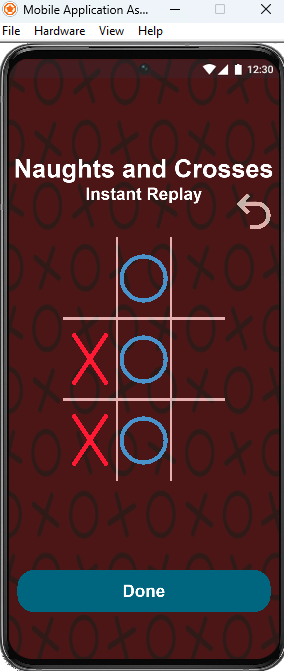 Mobile Application As...
File Hardware View Help
12:30
Naughts and Crosses
Instant Replay
O
X O
X O
Done